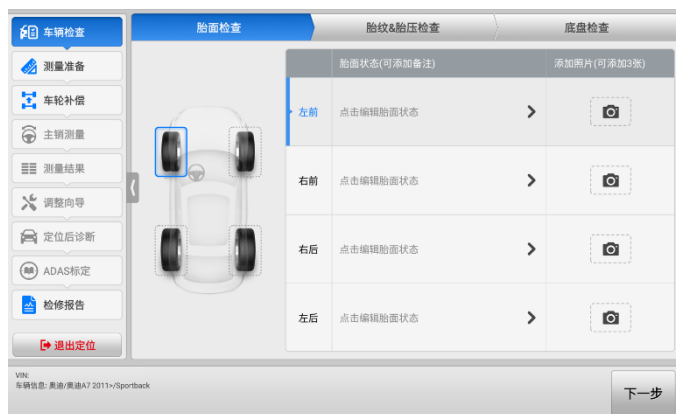 车辆检查
测量准备
车轮补偿
主销测量
测量结果
调整向导
定位后诊断
ADAS标定
检修报告
退出定位
胎面检查
胎纹&胎压检查
底盘检查
胎面状态(可添加备注)
添加照片(可添加3张)
左前
点击编辑胎面状态
右前
点击编辑胎面状态
右后
点击编辑胎面状态
左后
点击编辑胎面状态
VIN:
车辆信息: 奥迪/奥迪A7 2011>/Sportback
下一步